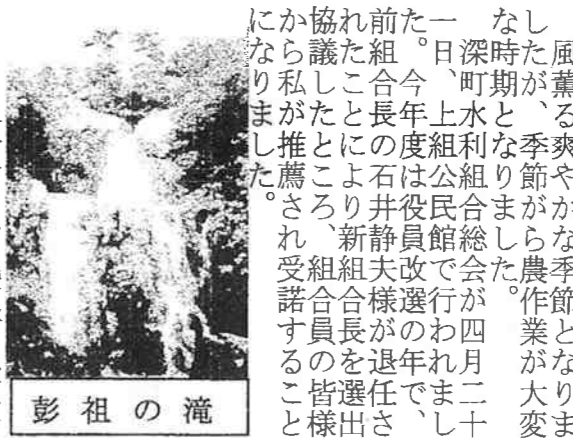 風薫る爽やかな季節となりま
したが、季節がら農作業が大変
な時期となりました。
深町水利組合総会が四月二十
一日、上組公民館で行われまし
た。今年度は役員改選の年で、
前組合長の石井静夫様が退任さ
れたことにより新組合長を選出
協議したところ、組合員の皆様
から私が推薦され受諾すること
になりました。
彭祖の滝